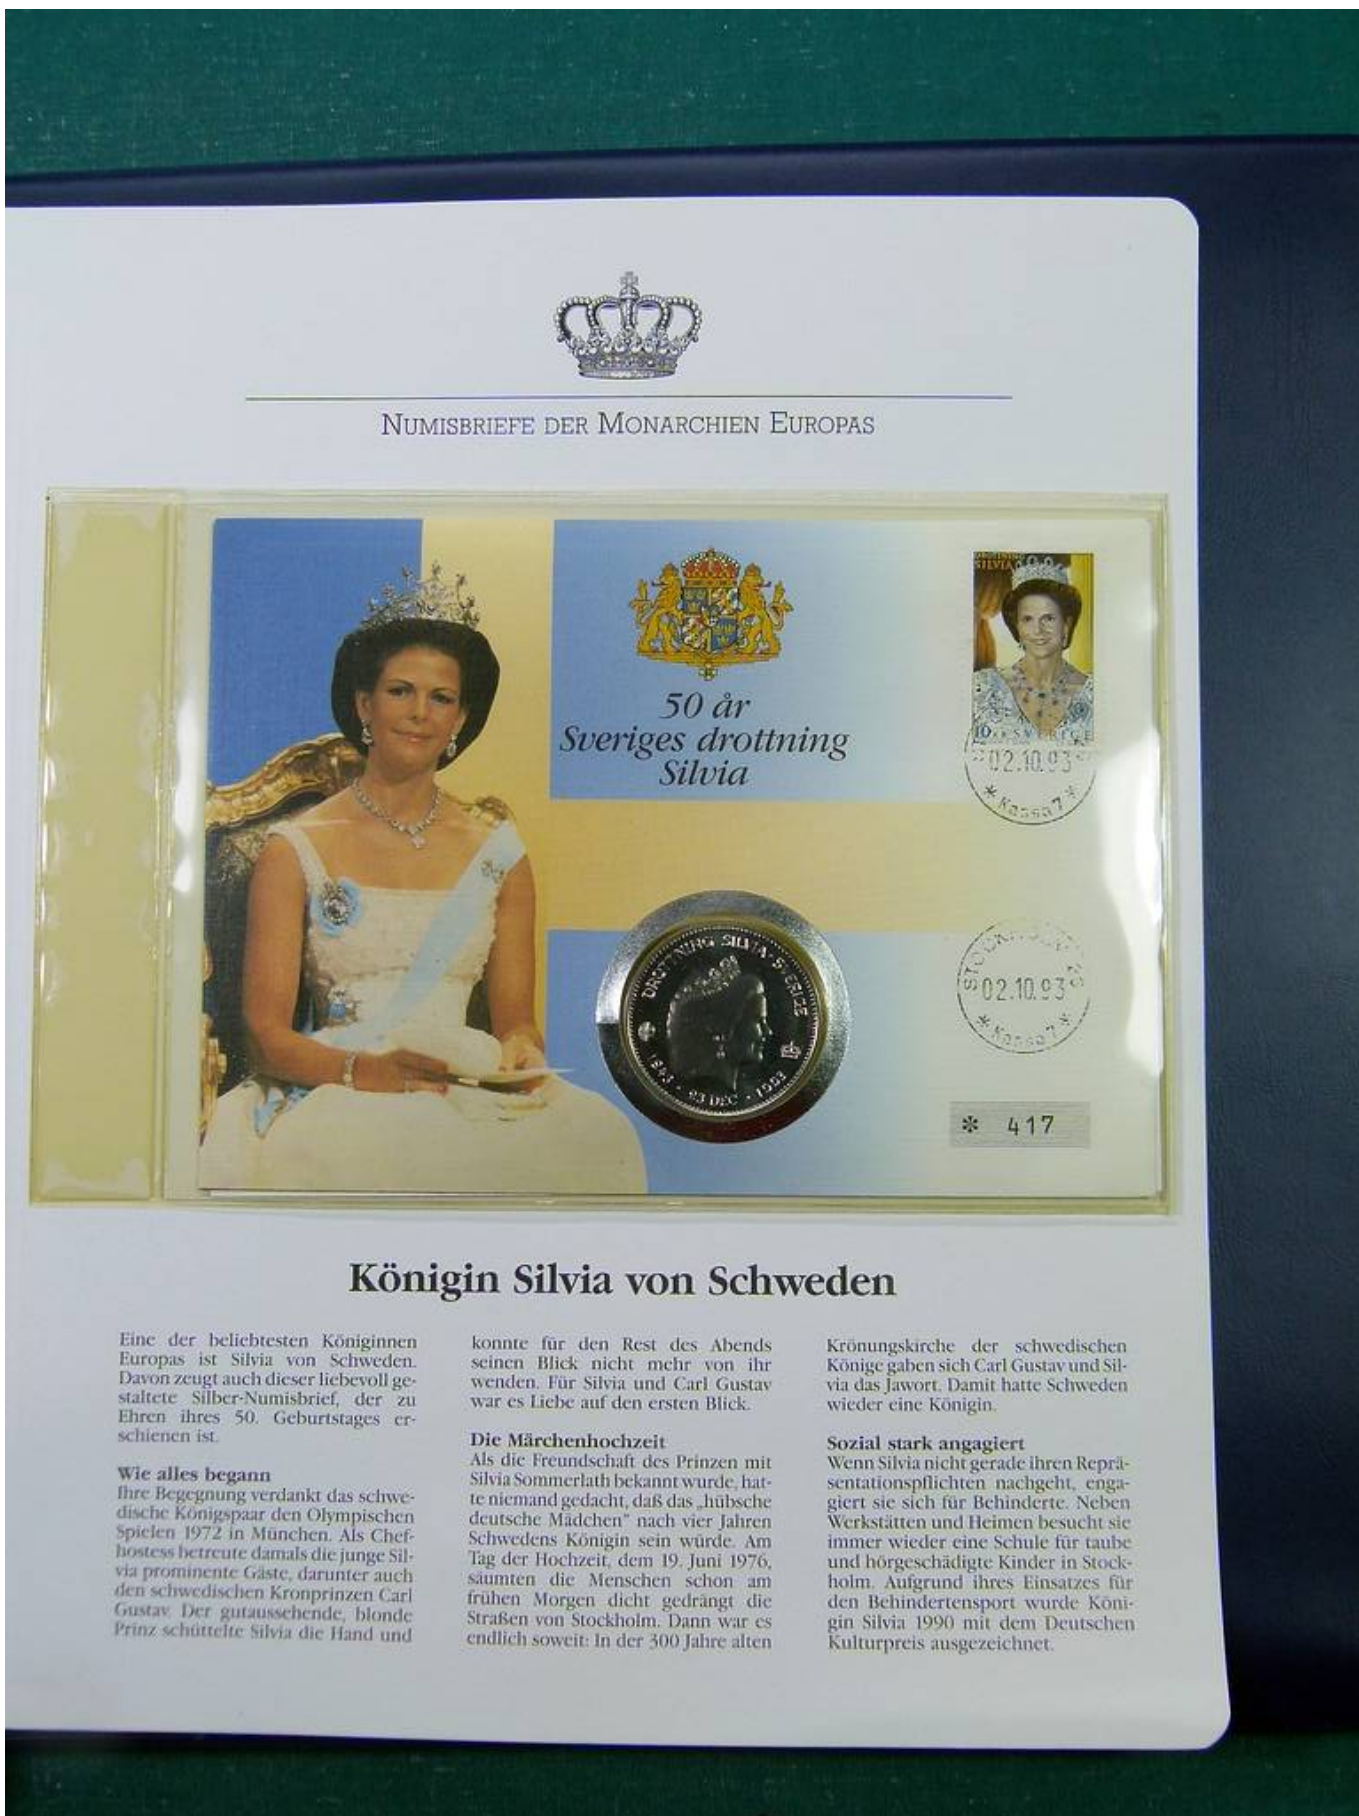 NUMISBRIEFE DER MONARCHIEN EUROPAS
50 år
Sveriges drottning
Silvia
DROTTNING
SILVIA
10 SVERIGE
02.10.93
* Kassa 7 *
DROTTNING SILVIA · SVERIGE
1943 · 23 DEC · 1993
02.10.93
* Kassa 7 *
* 417
Königin Silvia von Schweden
Eine der beliebtesten Königinnen
Europas ist Silvia von Schweden.
Davon zeugt auch dieser liebevoll ge-
staltete Silber-Numisbrief, der zu
Ehren ihres 50. Geburtstages er-
schienen ist.
Wie alles begann
Ihre Begegnung verdankt das schwe-
dische Königspaar den Olympischen
Spielen 1972 in München. Als Chef-
hostess betreute damals die junge Sil-
via prominente Gäste, darunter auch
den schwedischen Kronprinzen Carl
Gustav. Der gutaussehende, blonde
Prinz schüttelte Silvia die Hand und
konnte für den Rest des Abends
seinen Blick nicht mehr von ihr
wenden. Für Silvia und Carl Gustav
war es Liebe auf den ersten Blick.
Die Märchenhochzeit
Als die Freundschaft des Prinzen mit
Silvia Sommerlath bekannt wurde, hat-
te niemand gedacht, daß das „hübsche
deutsche Mädchen" nach vier Jahren
Schwedens Königin sein würde. Am
Tag der Hochzeit, dem 19. Juni 1976,
säumten die Menschen schon am
frühen Morgen dicht gedrängt die
Straßen von Stockholm. Dann war es
endlich soweit: In der 300 Jahre alten
Krönungskirche der schwedischen
Könige gaben sich Carl Gustav und Sil-
via das Jawort. Damit hatte Schweden
wieder eine Königin.
Sozial stark angagiert
Wenn Silvia nicht gerade ihren Reprä-
sentationspflichten nachgeht, enga-
giert sie sich für Behinderte. Neben
Werkstätten und Heimen besucht sie
immer wieder eine Schule für taube
und hörgeschädigte Kinder in Stock-
holm. Aufgrund ihres Einsatzes für
den Behindertensport wurde Köni-
gin Silvia 1990 mit dem Deutschen
Kulturpreis ausgezeichnet.